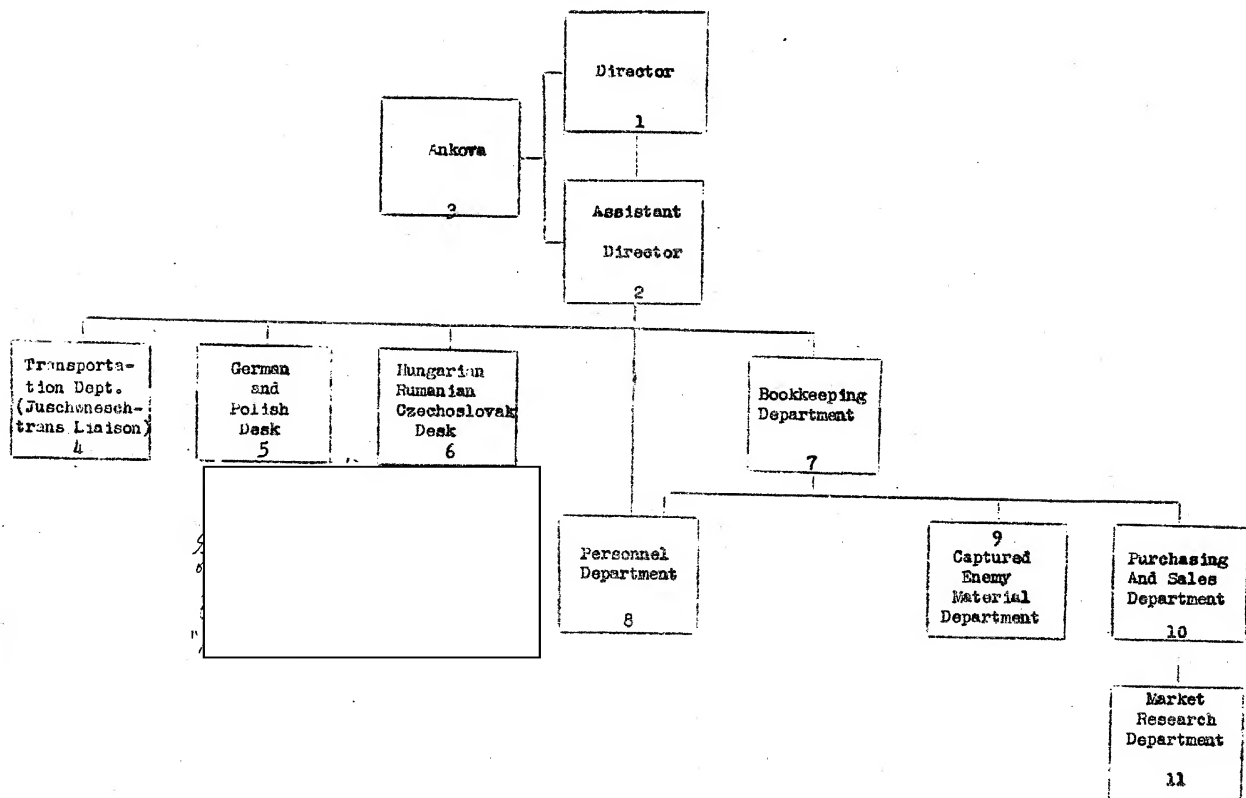 Director
1
Ankova
3
Assistant
Director
2
Transporta-
tion Dept.
(Juschwnesch-
trans Liaison)
4
German
and
Polish
Desk
5
Hungarian
Rumanian
Czechoslovak
Desk
6
Bookkeeping
Department
7
Personnel
Department
8
9
Captured
Enemy
Material
Department
Purchasing
And Sales
Department
10
Market
Research
Department
11